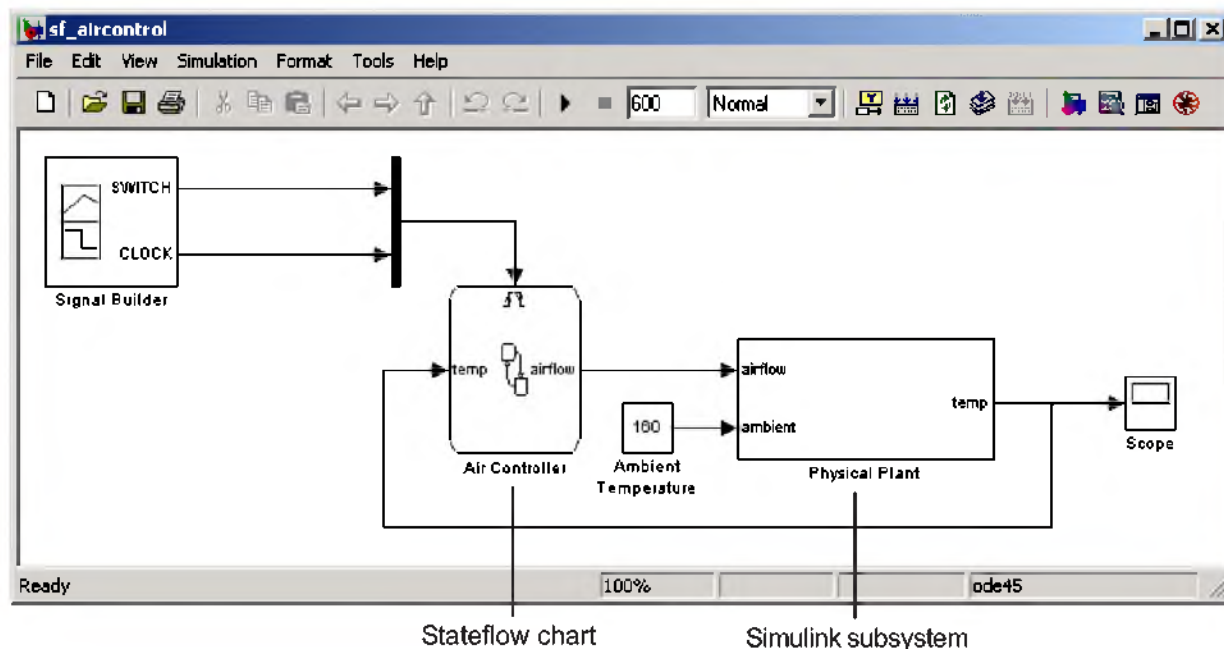 sf_aircontrol
File Edit View Simulation Format Tools Help
600 Normal
SWITCH
CLOCK
Signal Builder
temp airflow
Air Controller
160
Ambient
Temperature
airflow
ambient
temp
Physical Plant
Scope
Ready 100% ode45
Stateflow chart Simulink subsystem